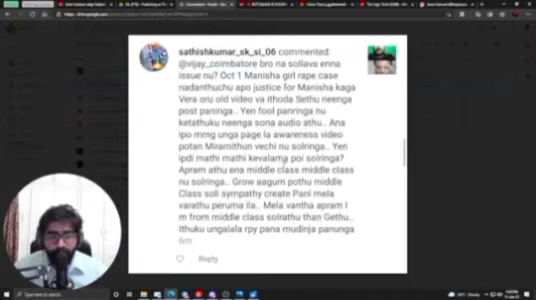 sathishkumar_sk_si_06 commented:
@vijay_coimbatore bro na sollava enna
issue nu? Oct 1 Manisha girl rape case
nadanthuchu apo justice for Manisha kaga
Vera oru old video va ithoda Sethu neenga
post paninga.. Yen fool panringa nu
ketathuku neenga sona audio athu.. Ana
ipo mrng unga page la awareness video
potan Miramithun vechi nu solringa.. Yen
ipdi mathi mathi kevalama poi solringa?
Apram athu ena middle class middle class
nu solringa.. Grow aagum pothu middle
Class soli sympathy create Pani mela
varathu peruma ila.. Mela vantha apram I
m from middle class solrathu than Gethu..
Ithuku ungalala rpy pana mudinja panunga
6m
Reply